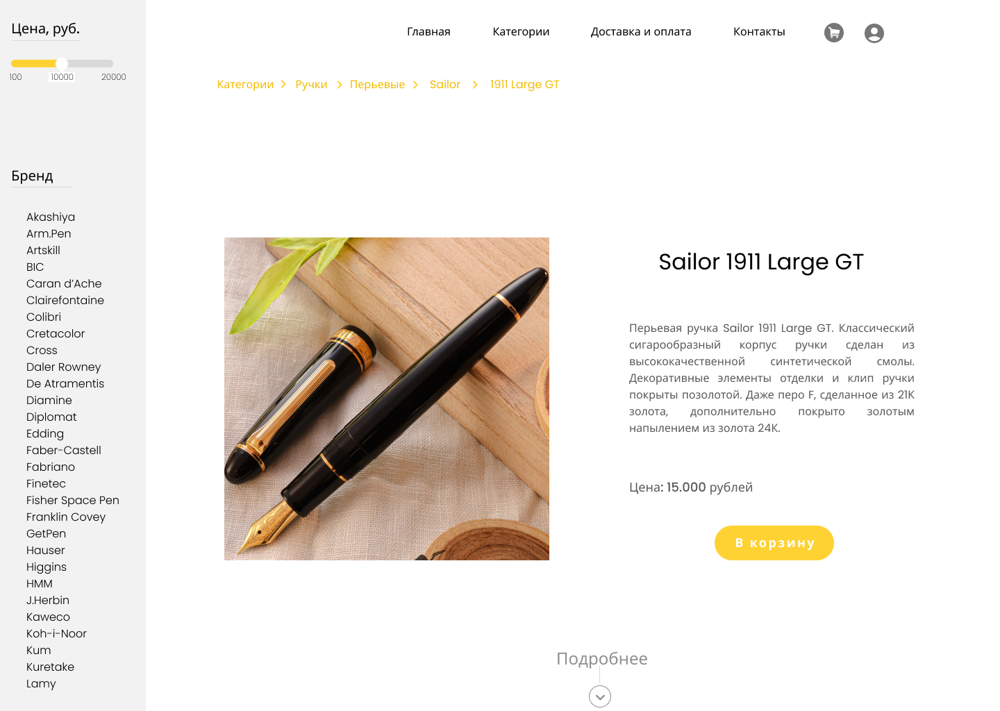 Цена, руб.
100 10000 20000
Бренд
Akashiya
Arm.Pen
Artskill
BIC
Caran d’Ache
Clairefontaine
Colibri
Cretacolor
Cross
Daler Rowney
De Atramentis
Diamine
Diplomat
Edding
Faber-Castell
Fabriano
Finetec
Fisher Space Pen
Franklin Covey
GetPen
Hauser
Higgins
HMM
J.Herbin
Kaweco
Koh-i-Noor
Kum
Kuretake
Lamy
Главная Категории Доставка и оплата Контакты
Категории > Ручки > Перьевые > Sailor > 1911 Large GT
Sailor 1911 Large GT
Перьевая ручка Sailor 1911 Large GT. Классический
сигарообразный корпус ручки сделан из
высококачественной синтетической смолы.
Декоративные элементы отделки и клип ручки
покрыты позолотой. Даже перо F, сделанное из 21К
золота, дополнительно покрыто золотым
напылением из золота 24К.
Цена: 15.000 рублей
В корзину
Подробнее